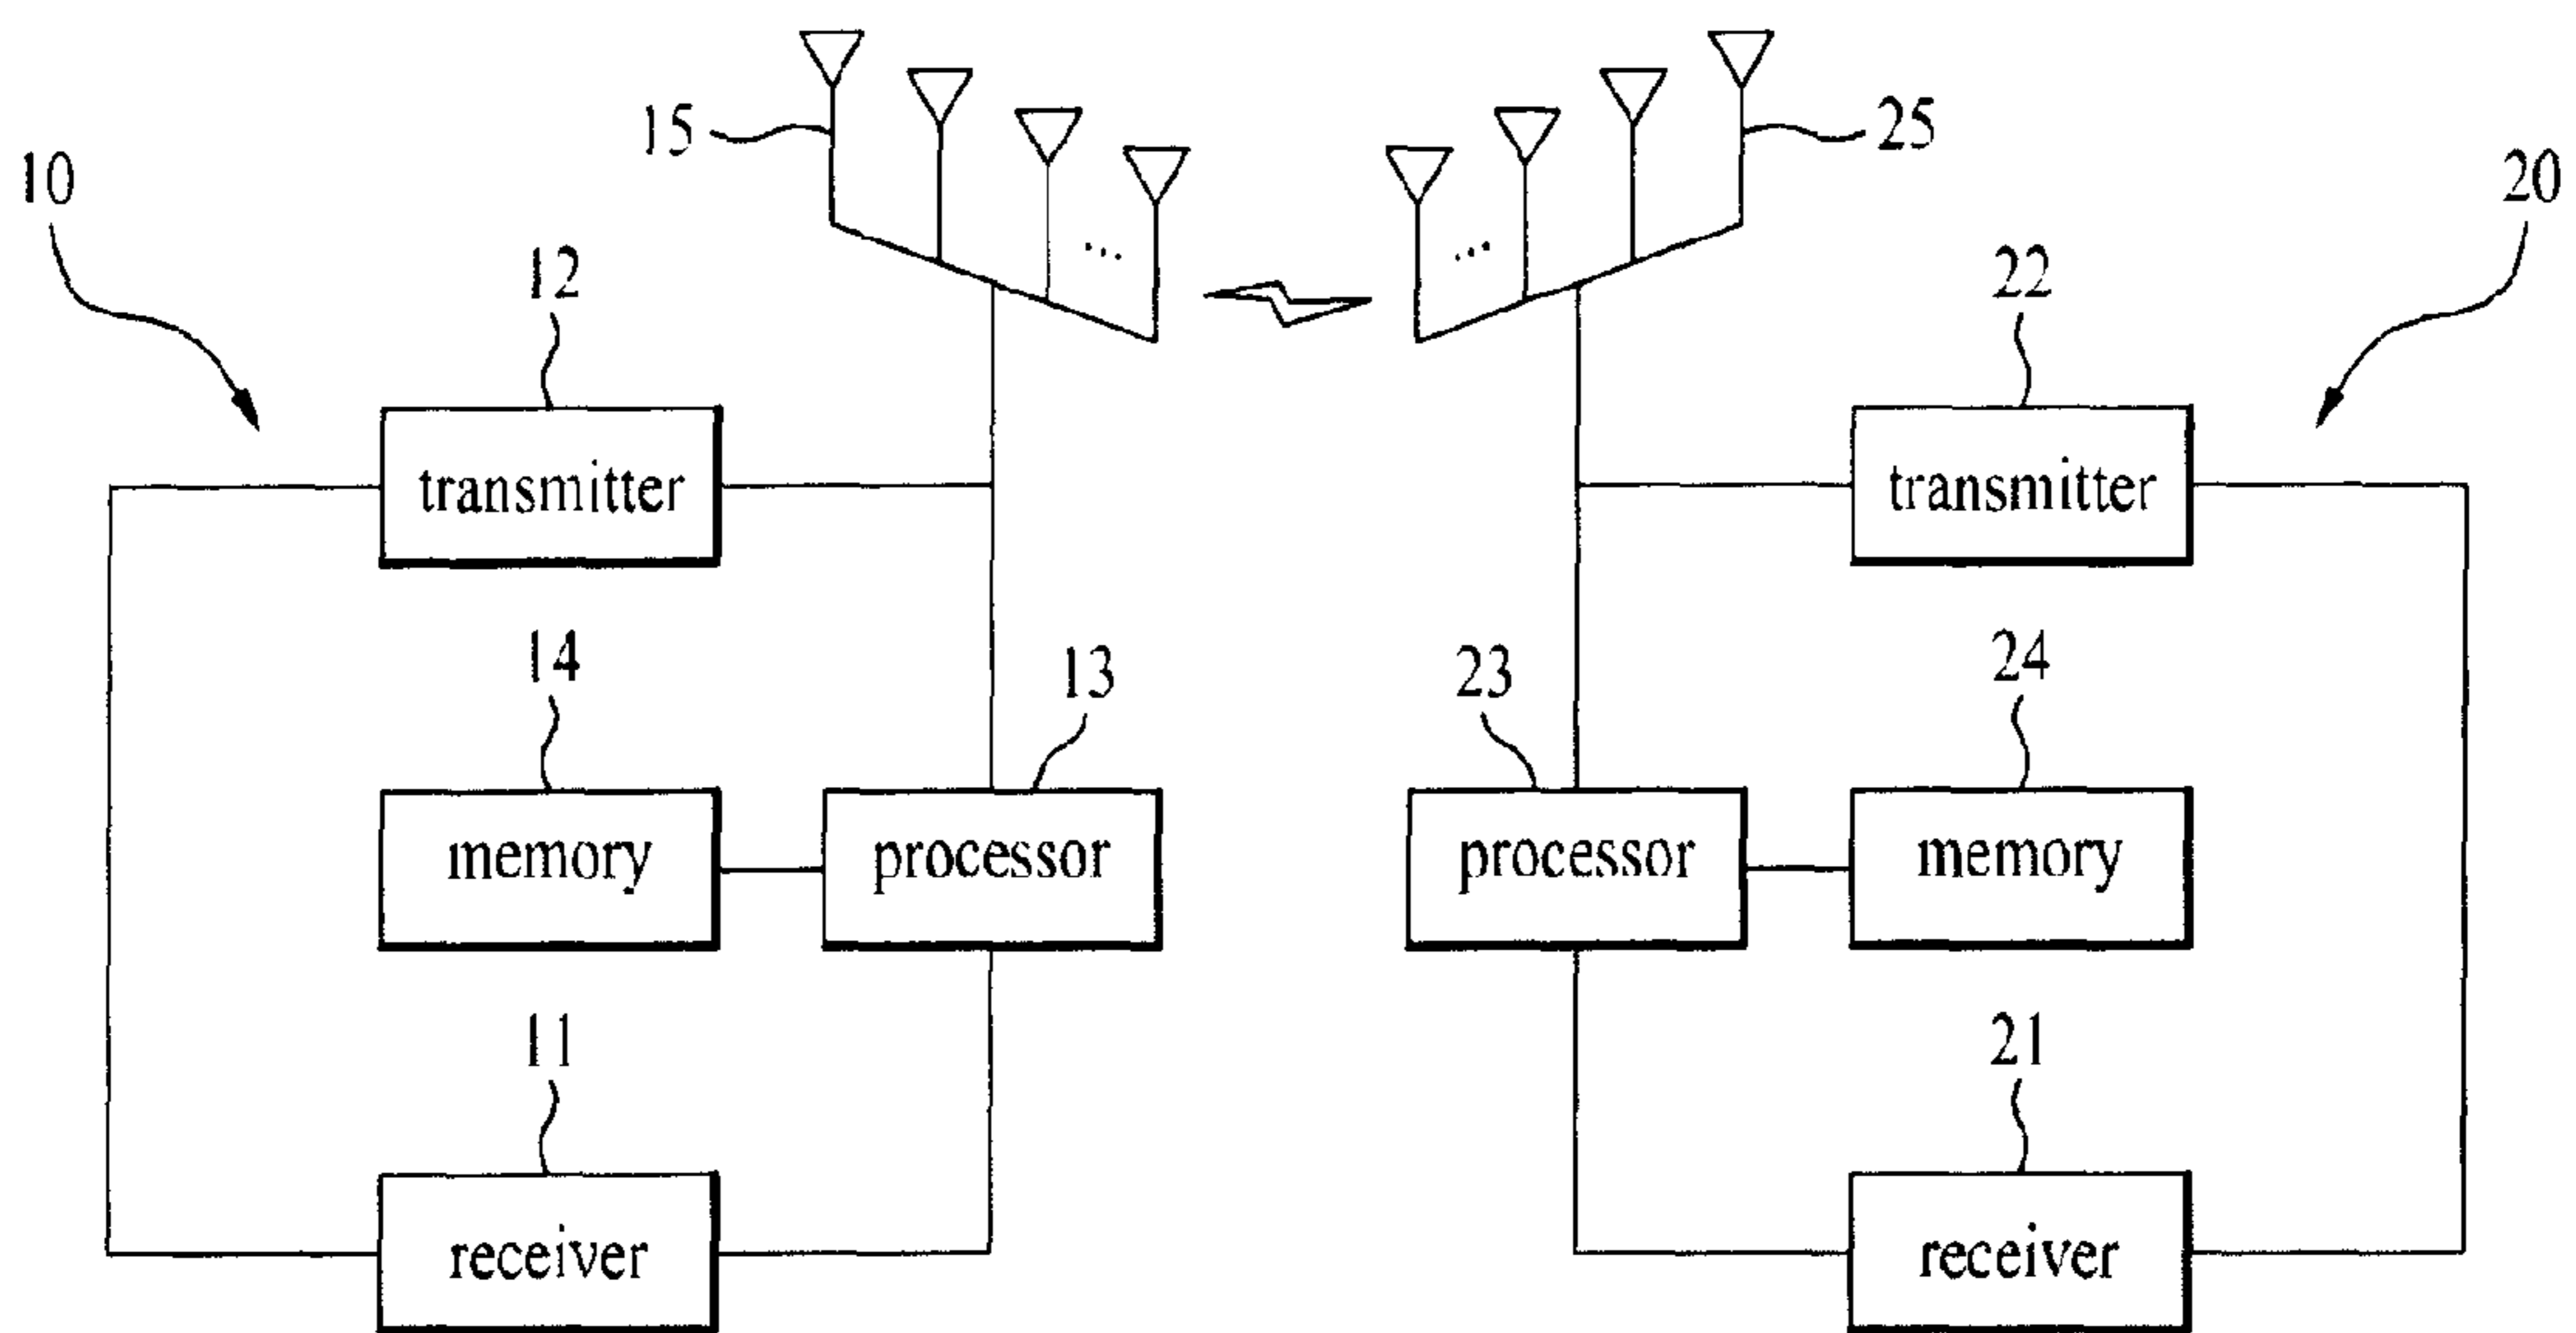 15
25
10
20
12
22
transmitter
transmitter
14
13
23
24
memory
processor
processor
memory
11
21
receiver
receiver